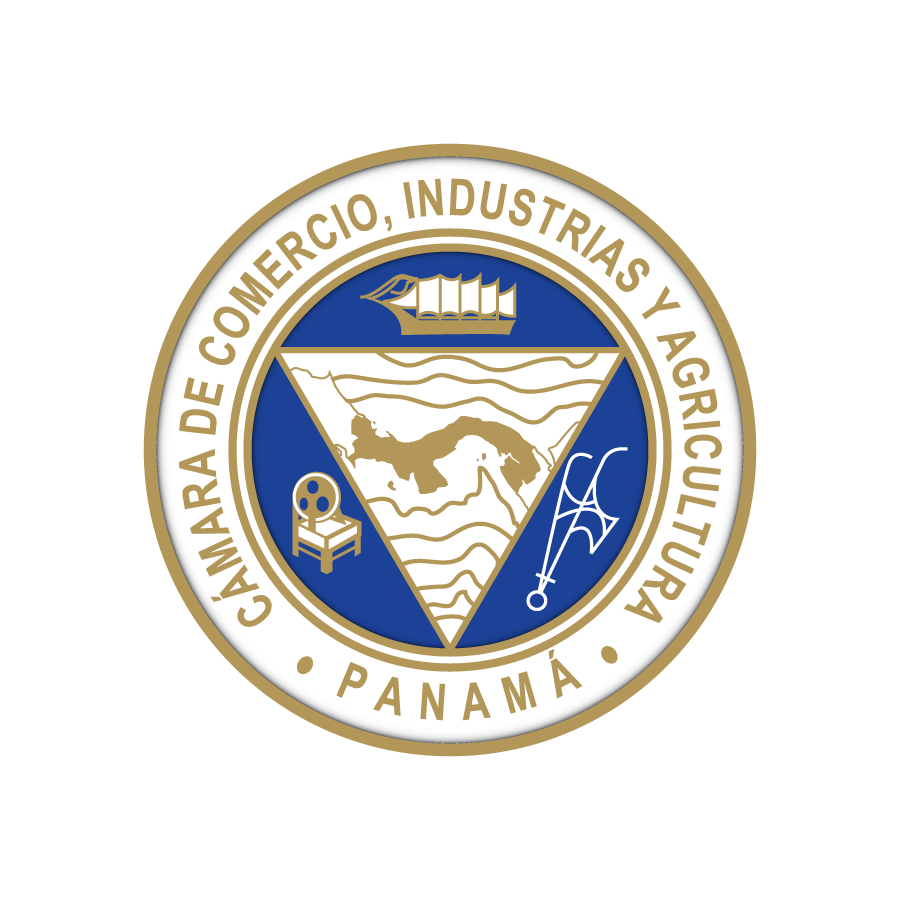 CÁMARA DE COMERCIO, INDUSTRIAS Y AGRICULTURA
• PANAMÁ •